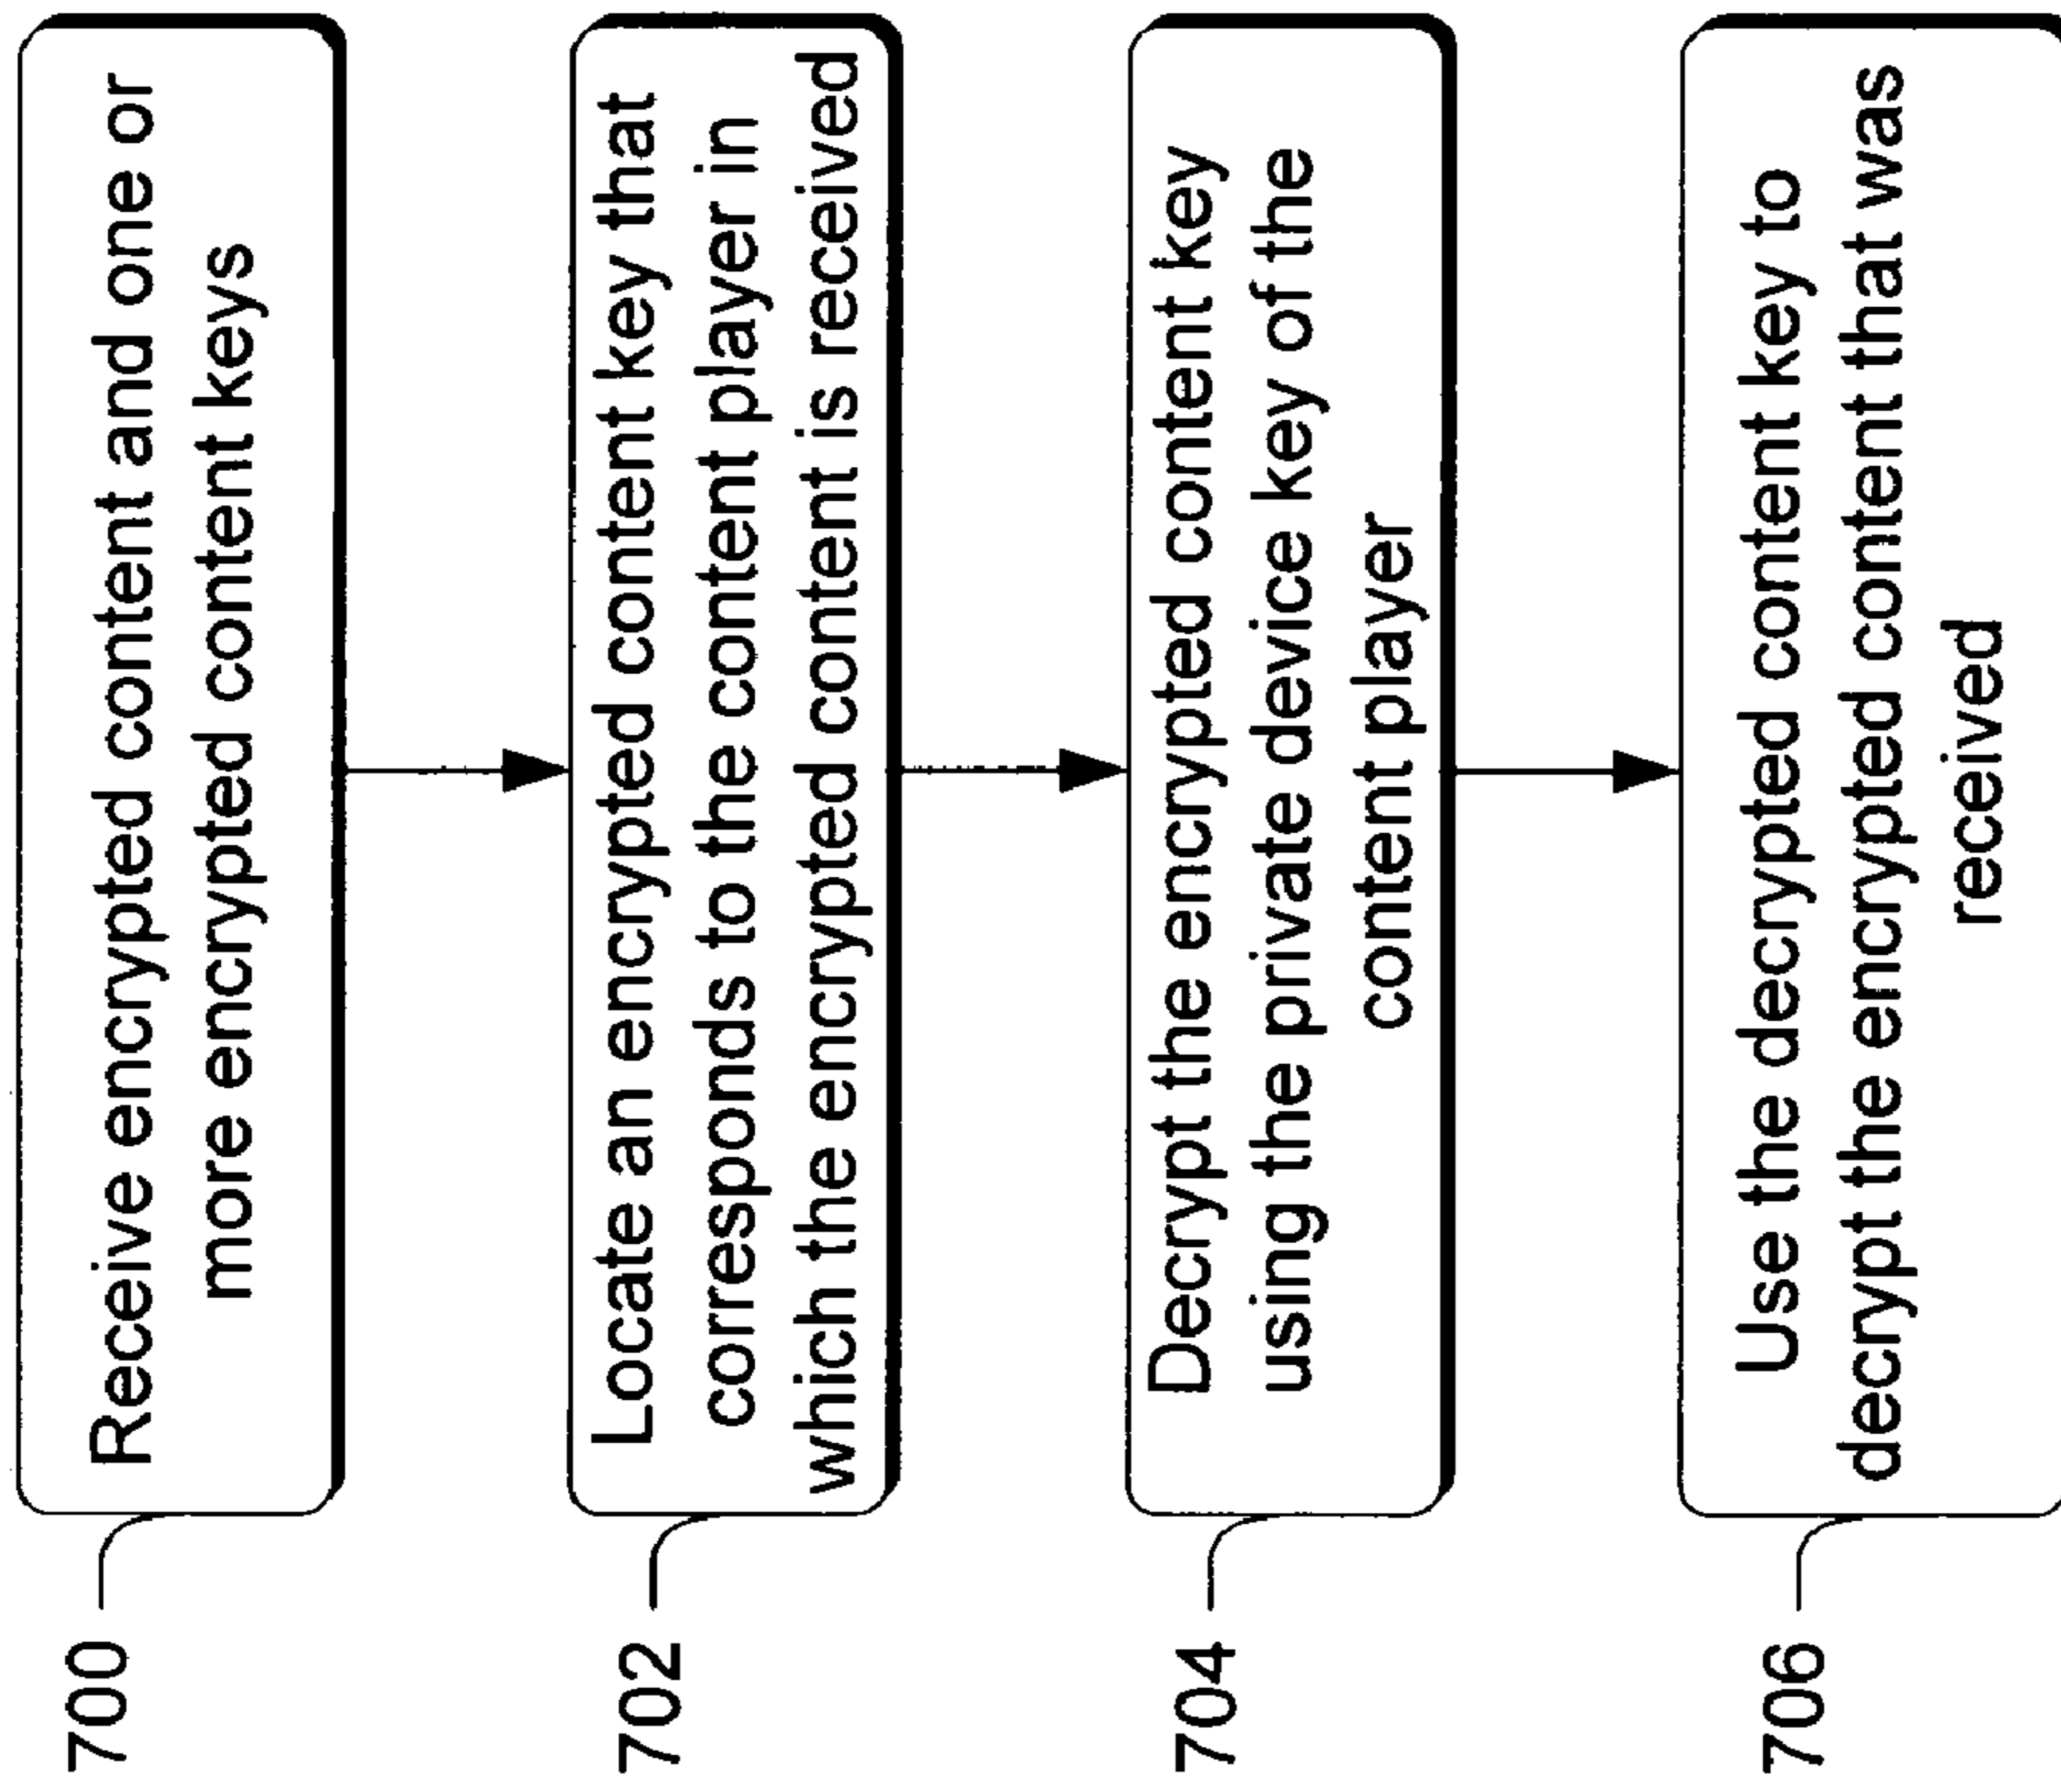 700
Receive encrypted content and one or
more encrypted content keys
702
Locate an encrypted content key that
corresponds to the content player in
which the encrypted content is received
704
Decrypt the encrypted content key
using the private device key of the
content player
706
Use the decrypted content key to
decrypt the encrypted content that was
received